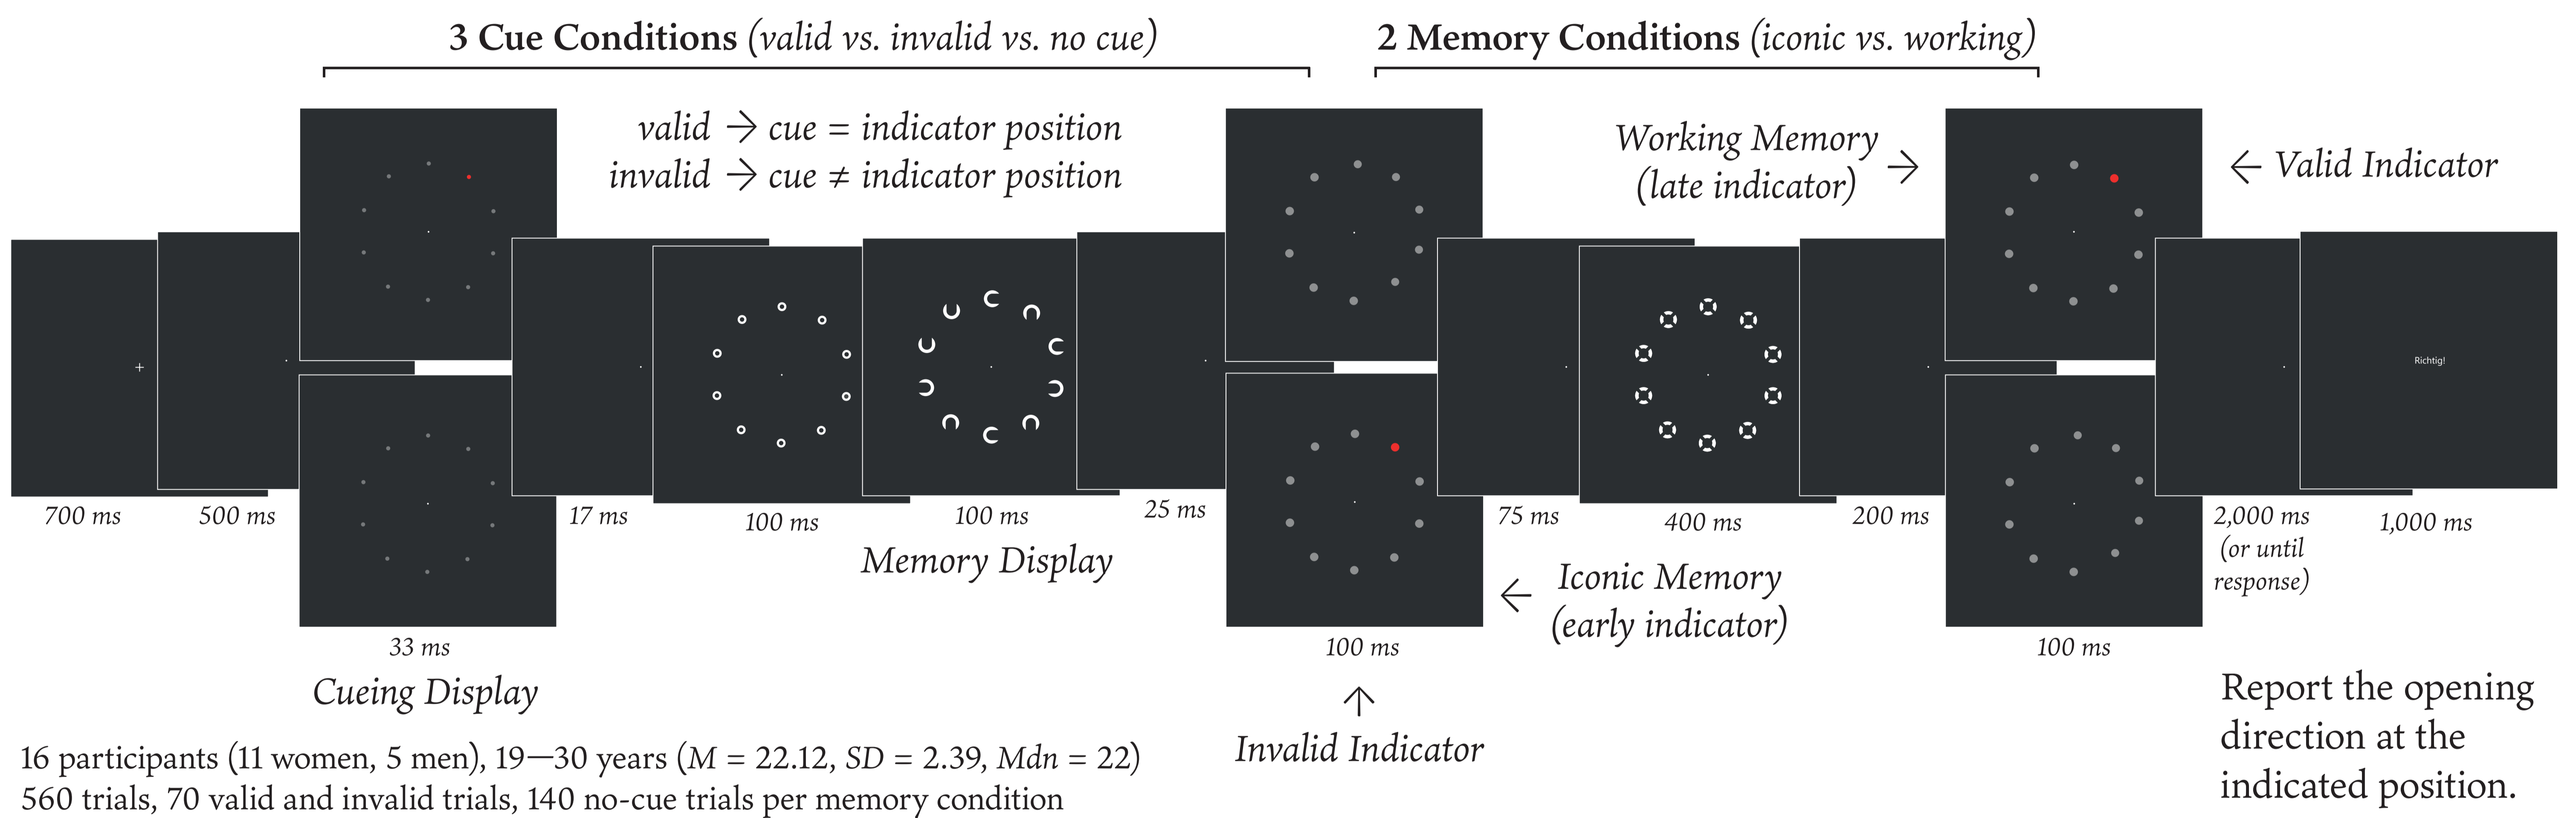 3 Cue Conditions (valid vs. invalid vs. no cue)
2 Memory Conditions (iconic vs. working)
valid → cue = indicator position
invalid → cue ≠ indicator position
Working Memory →
(late indicator)
← Valid Indicator
+
Richtig!
700 ms
500 ms
33 ms
Cueing Display
17 ms
100 ms
100 ms
Memory Display
25 ms
100 ms
↑
Invalid Indicator
← Iconic Memory
(early indicator)
75 ms
400 ms
200 ms
100 ms
2,000 ms
(or until
response)
1,000 ms
Report the opening
direction at the
indicated position.
16 participants (11 women, 5 men), 19—30 years (M = 22.12, SD = 2.39, Mdn = 22)
560 trials, 70 valid and invalid trials, 140 no-cue trials per memory condition